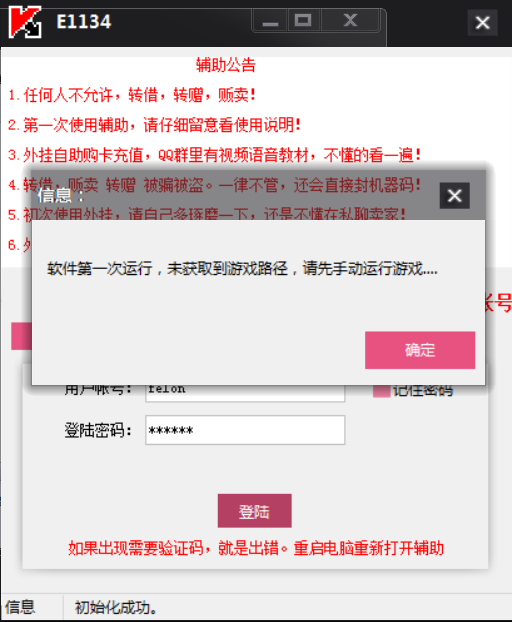 E1134
辅助公告
1.任何人不允许，转借，转赠，贩卖！
2.第一次使用辅助，请仔细留意看使用说明！
3.外挂自助购卡充值，QQ群里有视频语音教材，不懂的看一遍！
4.转借，贩卖 转赠 被骗被盗。一律不管，还会直接封机器码！
信息：
5.初次使用外挂，请自己多琢磨一下，还是不懂在私聊卖家！
6.外
软件第一次运行，未获取到游戏路径，请先手动运行游戏....
账号
确定
用户帐号： felon 记住密码
登陆密码： ******
登陆
如果出现需要验证码，就是出错。重启电脑重新打开辅助
信息 初始化成功。